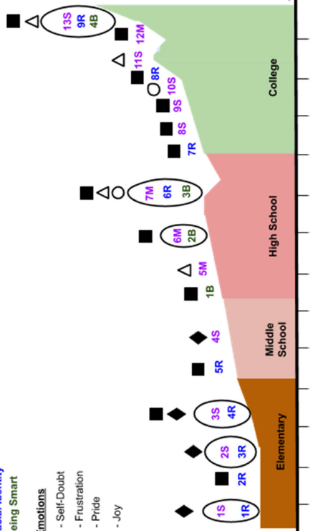 eing Smart
motions
- Self-Doubt
- Frustration
- Pride
- Joy
1S
1R
2R
2S
3R
3S
4R
5R
4S
1B
5M
6M
2B
7M
6R
3B
7R
8S
9S
10S
8R
11S
12M
13S
9R
4B
Elementary
Middle
School
High School
College